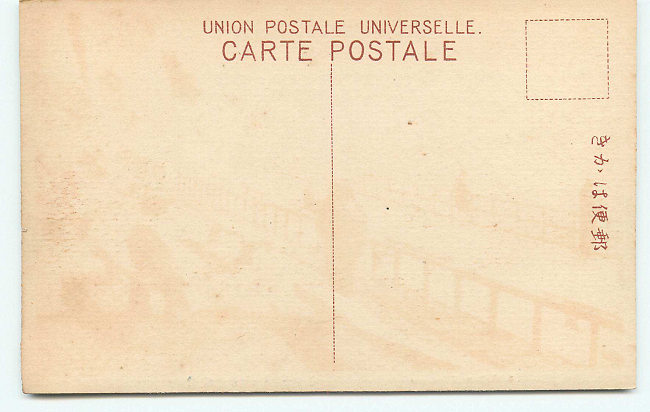 UNION POSTALE UNIVERSELLE.
CARTE POSTALE
郵便はかき